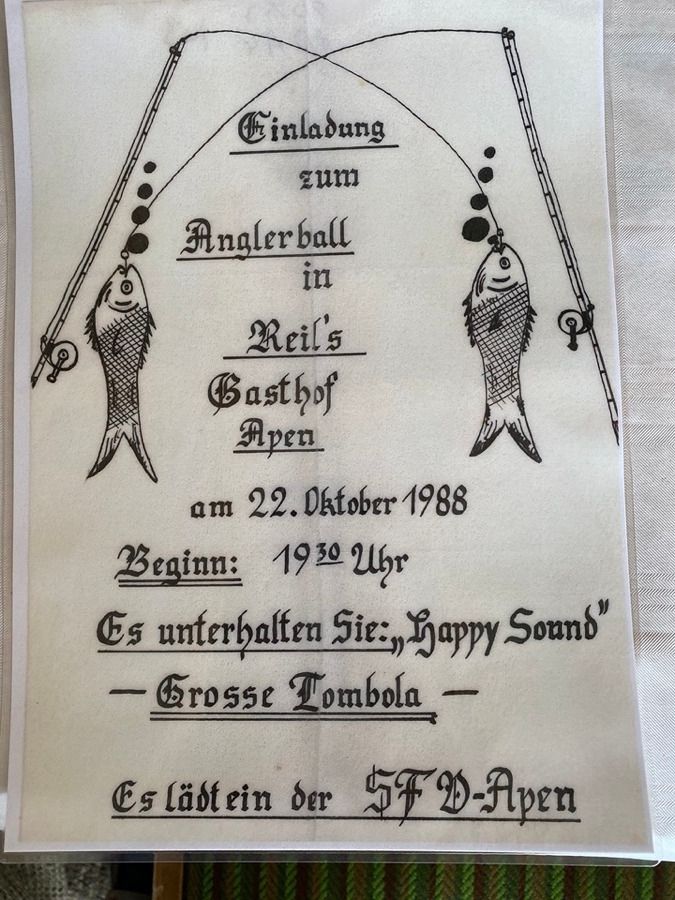 Einladung
zum
Anglerball
in
Reil's
Gasthof
Apen
am 22. Oktober 1988
Beginn: 19³⁰ Uhr
Es unterhalten Sie: „Happy Sound"
— Grosse Tombola —
Es lädt ein der SFV-Apen